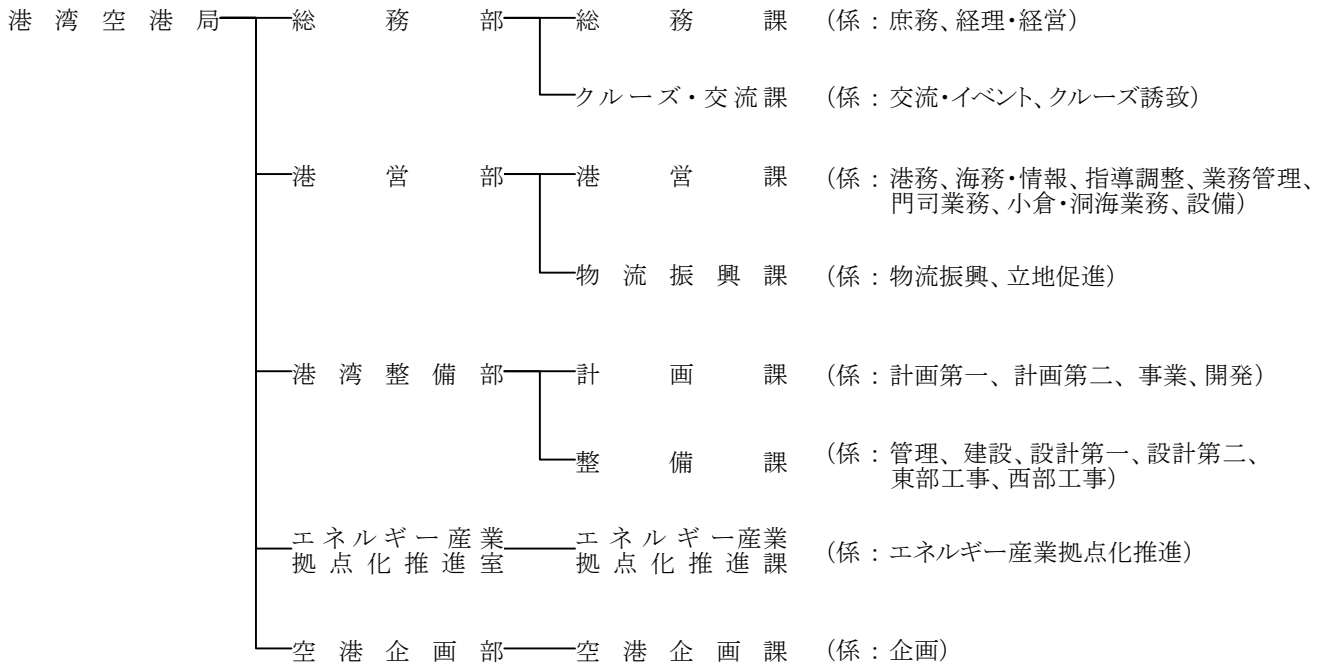 港湾空港局 総務部 総務課 (係：庶務、経理・経営)
クルーズ・交流課 (係：交流・イベント、クルーズ誘致)
港営部 港営課 (係：港務、海務・情報、指導調整、業務管理、
門司業務、小倉・洞海業務、設備)
物流振興課 (係：物流振興、立地促進)
港湾整備部 計画課 (係：計画第一、計画第二、事業、開発)
整備課 (係：管理、建設、設計第一、設計第二、
東部工事、西部工事)
エネルギー産業 エネルギー産業
拠点化推進室 拠点化推進課 (係：エネルギー産業拠点化推進)
空港企画部 空港企画課 (係：企画)